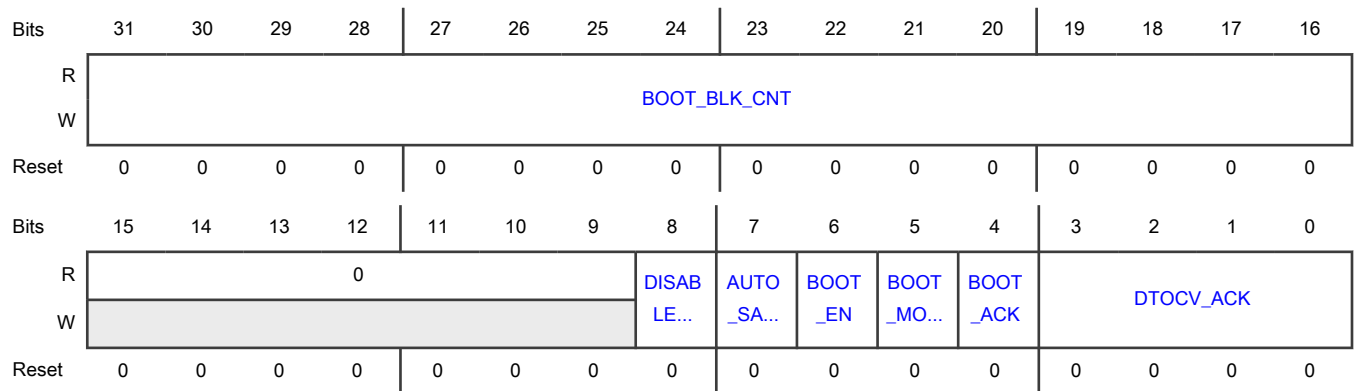 Bits 31 30 29 28 27 26 25 24 23 22 21 20 19 18 17 16
R
BOOT_BLK_CNT
W
Reset 0 0 0 0 0 0 0 0 0 0 0 0 0 0 0 0
Bits 15 14 13 12 11 10 9 8 7 6 5 4 3 2 1 0
R 0 DISAB AUTO BOOT BOOT BOOT
DTOCV_ACK
W LE... _SA... _EN _MO... _ACK
Reset 0 0 0 0 0 0 0 0 0 0 0 0 0 0 0 0